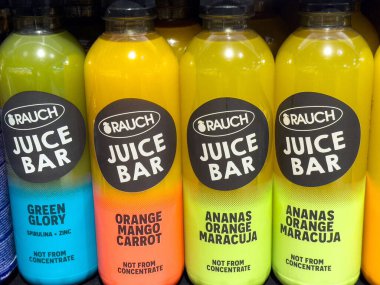 RAUCH
JUICE
BAR
GREEN
GLORY
SPIRULINA + ZINC
NOT FROM
CONCENTRATE
RAUCH
JUICE
BAR
ORANGE
MANGO
CARROT
NOT FROM
CONCENTRATE
RAUCH
JUICE
BAR
ANANAS
ORANGE
MARACUJA
NOT FROM
CONCENTRATE
RAUCH
JUICE
BAR
ANANAS
ORANGE
MARACUJA
NOT FROM
CONCENTRATE